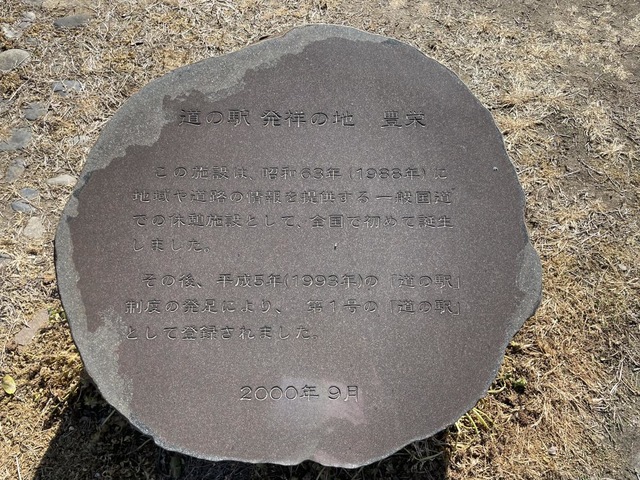 道の駅 発祥の地　豊栄
この施設は、昭和63年 (1988年) に
地域や道路の情報を提供する 一般国道
での休憩施設として、全国で初めて誕生
しました。
その後、平成5年(1993年)の「道の駅」
制度の発足により、 第1号の「道の駅」
として登録されました。
2000年 9月